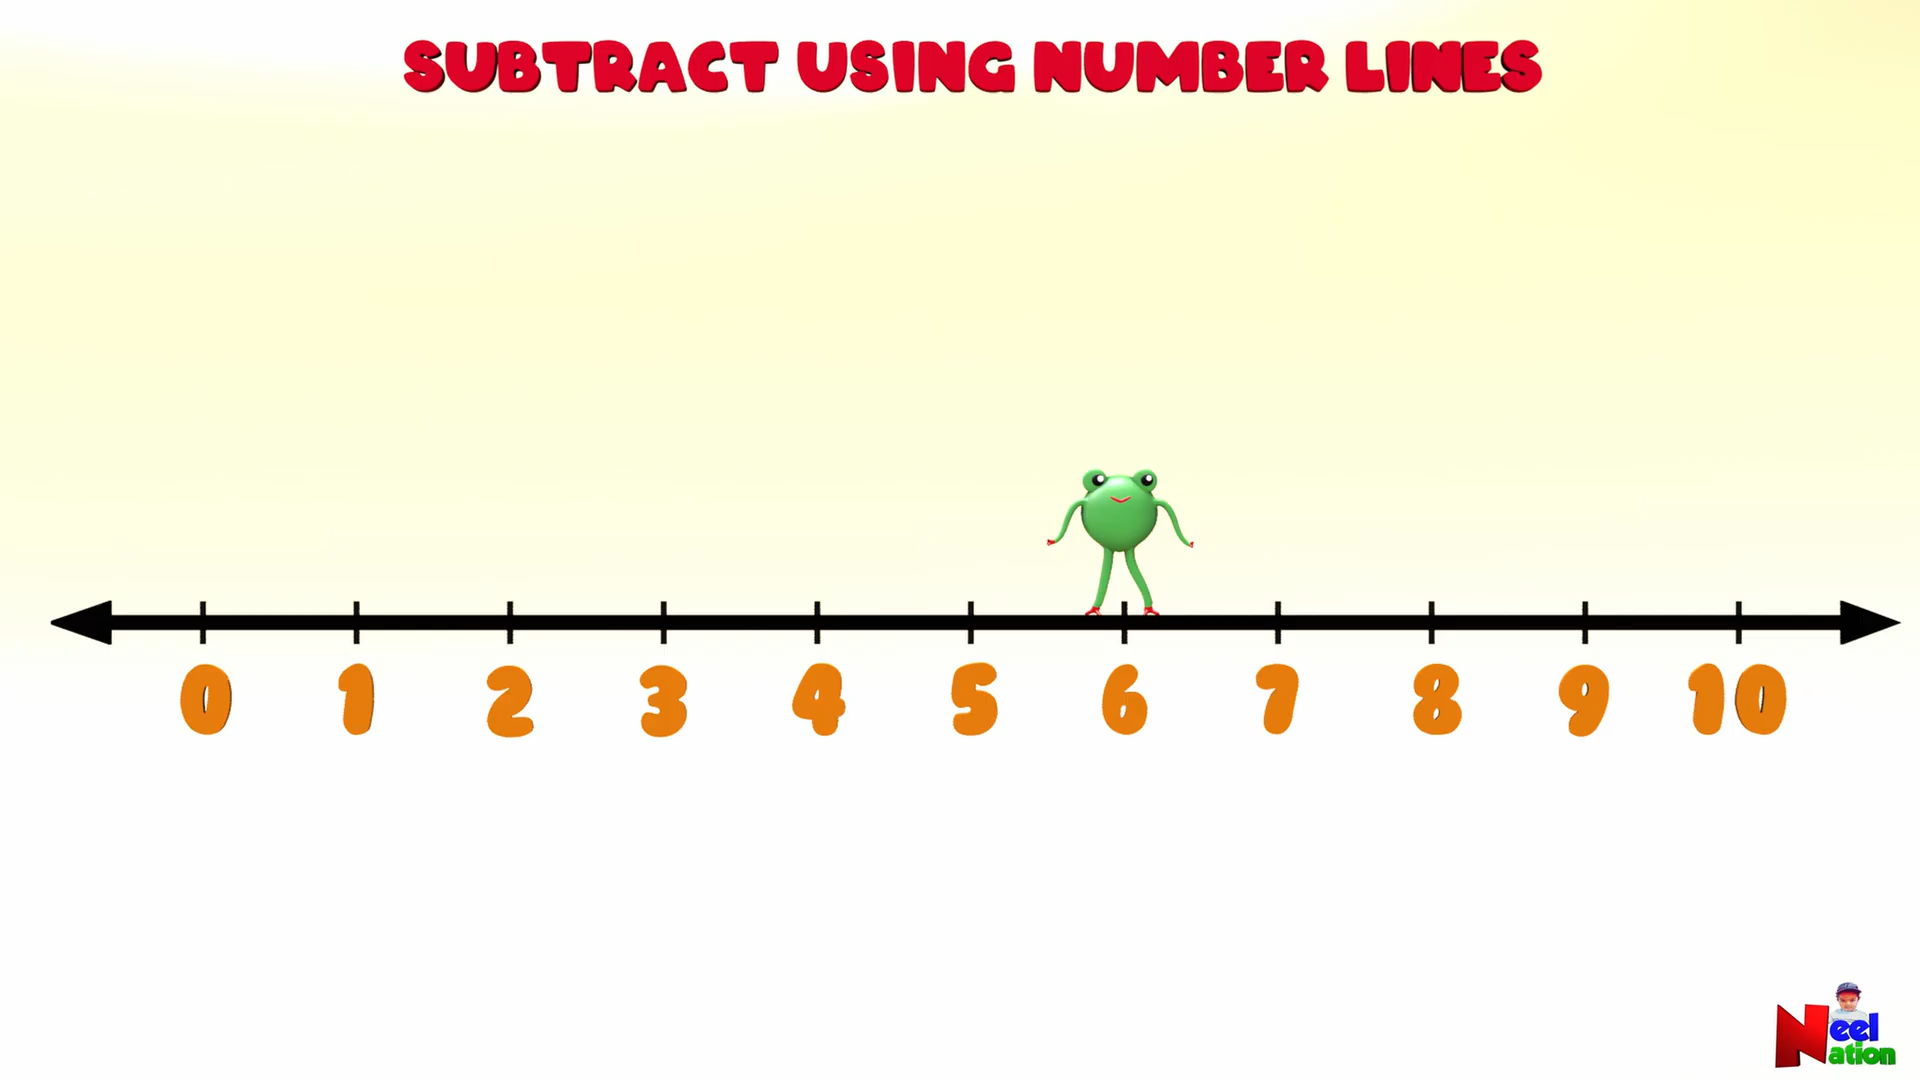 SUBTRACT USING NUMBER LINES
0 1 2 3 4 5 6 7 8 9 10
Neel
Nation